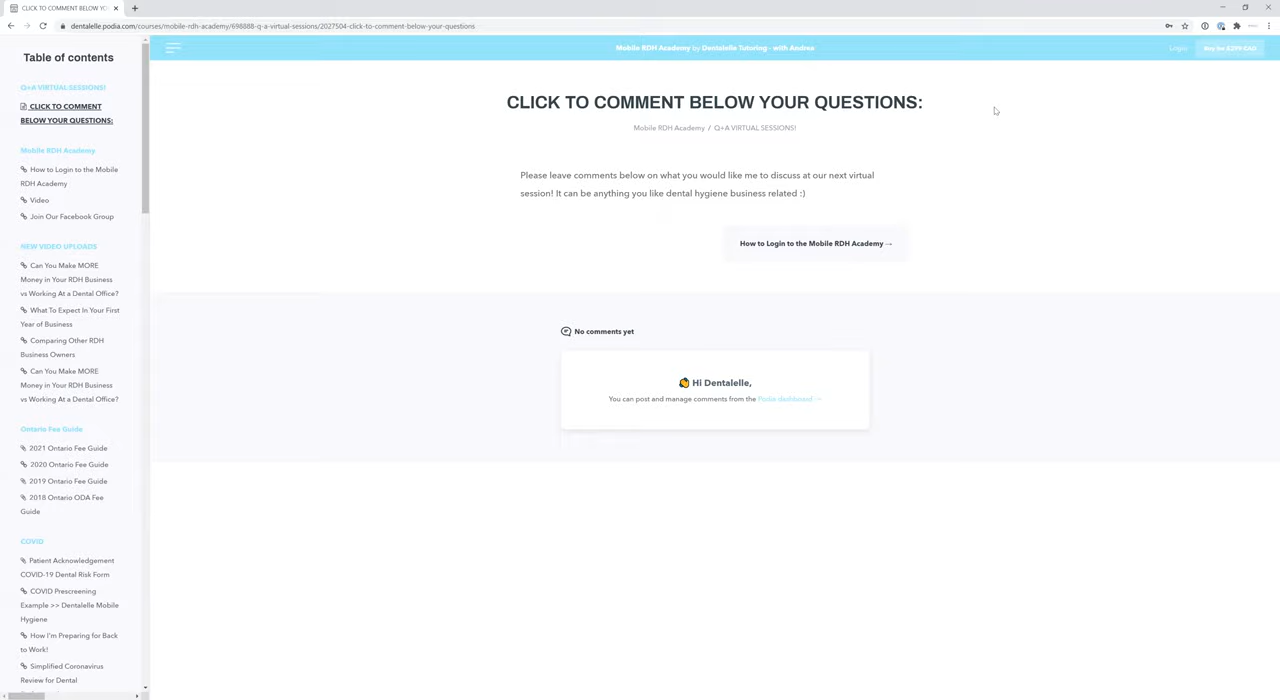 CLICK TO COMMENT BELOW YO
dentalelle.podia.com/courses/mobile-rdh-academy/698888-q-a-virtual-sessions/2027504-click-to-comment-below-your-questions
Table of contents
Q+A VIRTUAL SESSIONS!
CLICK TO COMMENT
BELOW YOUR QUESTIONS:
Mobile RDH Academy
How to Login to the Mobile
RDH Academy
Video
Join Our Facebook Group
NEW VIDEO UPLOADS
Can You Make MORE
Money in Your RDH Business
vs Working At a Dental Office?
What To Expect In Your First
Year of Business
Comparing Other RDH
Business Owners
Can You Make MORE
Money in Your RDH Business
vs Working At a Dental Office?
Ontario Fee Guide
2021 Ontario Fee Guide
2020 Ontario Fee Guide
2019 Ontario Fee Guide
2018 Ontario ODA Fee
Guide
COVID
Patient Acknowledgement
COVID-19 Dental Risk Form
COVID Prescreening
Example >> Dentalelle Mobile
Hygiene
How I'm Preparing for Back
to Work!
Simplified Coronavirus
Review for Dental
Mobile RDH Academy by Dentalelle Tutoring - with Andrea
Login
Buy for $299 CAD
CLICK TO COMMENT BELOW YOUR QUESTIONS:
Mobile RDH Academy / Q+A VIRTUAL SESSIONS!
Please leave comments below on what you would like me to discuss at our next virtual
session! It can be anything you like dental hygiene business related :)
How to Login to the Mobile RDH Academy →
No comments yet
👋 Hi Dentalelle,
You can post and manage comments from the Podia dashboard →